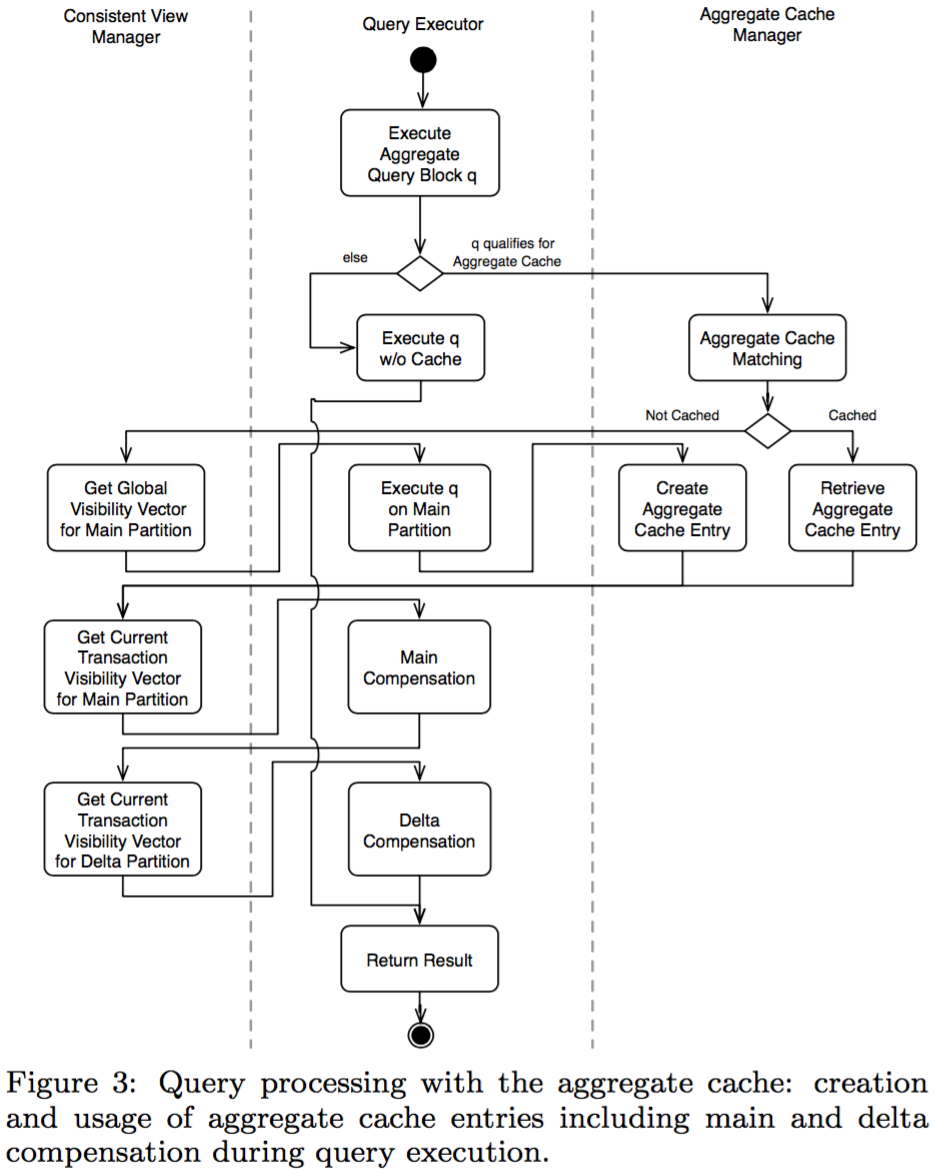 Consistent View
Manager
Query Executor
Aggregate Cache
Manager
Execute
Aggregate
Query Block q
else
q qualifies for
Aggregate Cache
Execute q
w/o Cache
Aggregate Cache
Matching
Not Cached
Cached
Get Global
Visibility Vector
for Main Partition
Execute q
on Main
Partition
Create
Aggregate
Cache Entry
Retrieve
Aggregate
Cache Entry
Get Current
Transaction
Visibility Vector
for Main Partition
Main
Compensation
Get Current
Transaction
Visibility Vector
for Delta Partition
Delta
Compensation
Return Result
Figure 3: Query processing with the aggregate cache: creation
and usage of aggregate cache entries including main and delta
compensation during query execution.